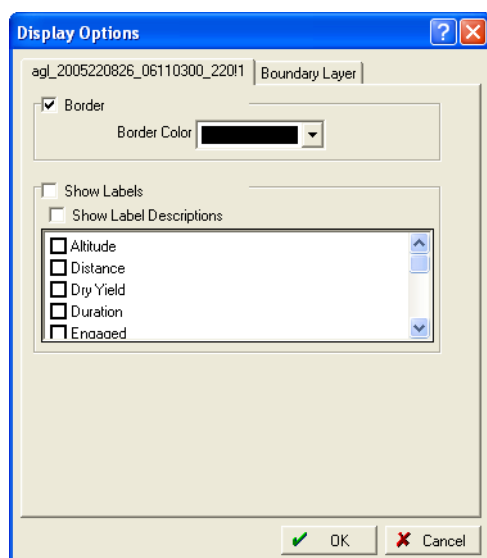 Display Options
agl_2005220826_06110300_220!1
Boundary Layer
Border
Border Color
Show Labels
Show Label Descriptions
Altitude
Distance
Dry Yield
Duration
Engaged
OK
Cancel